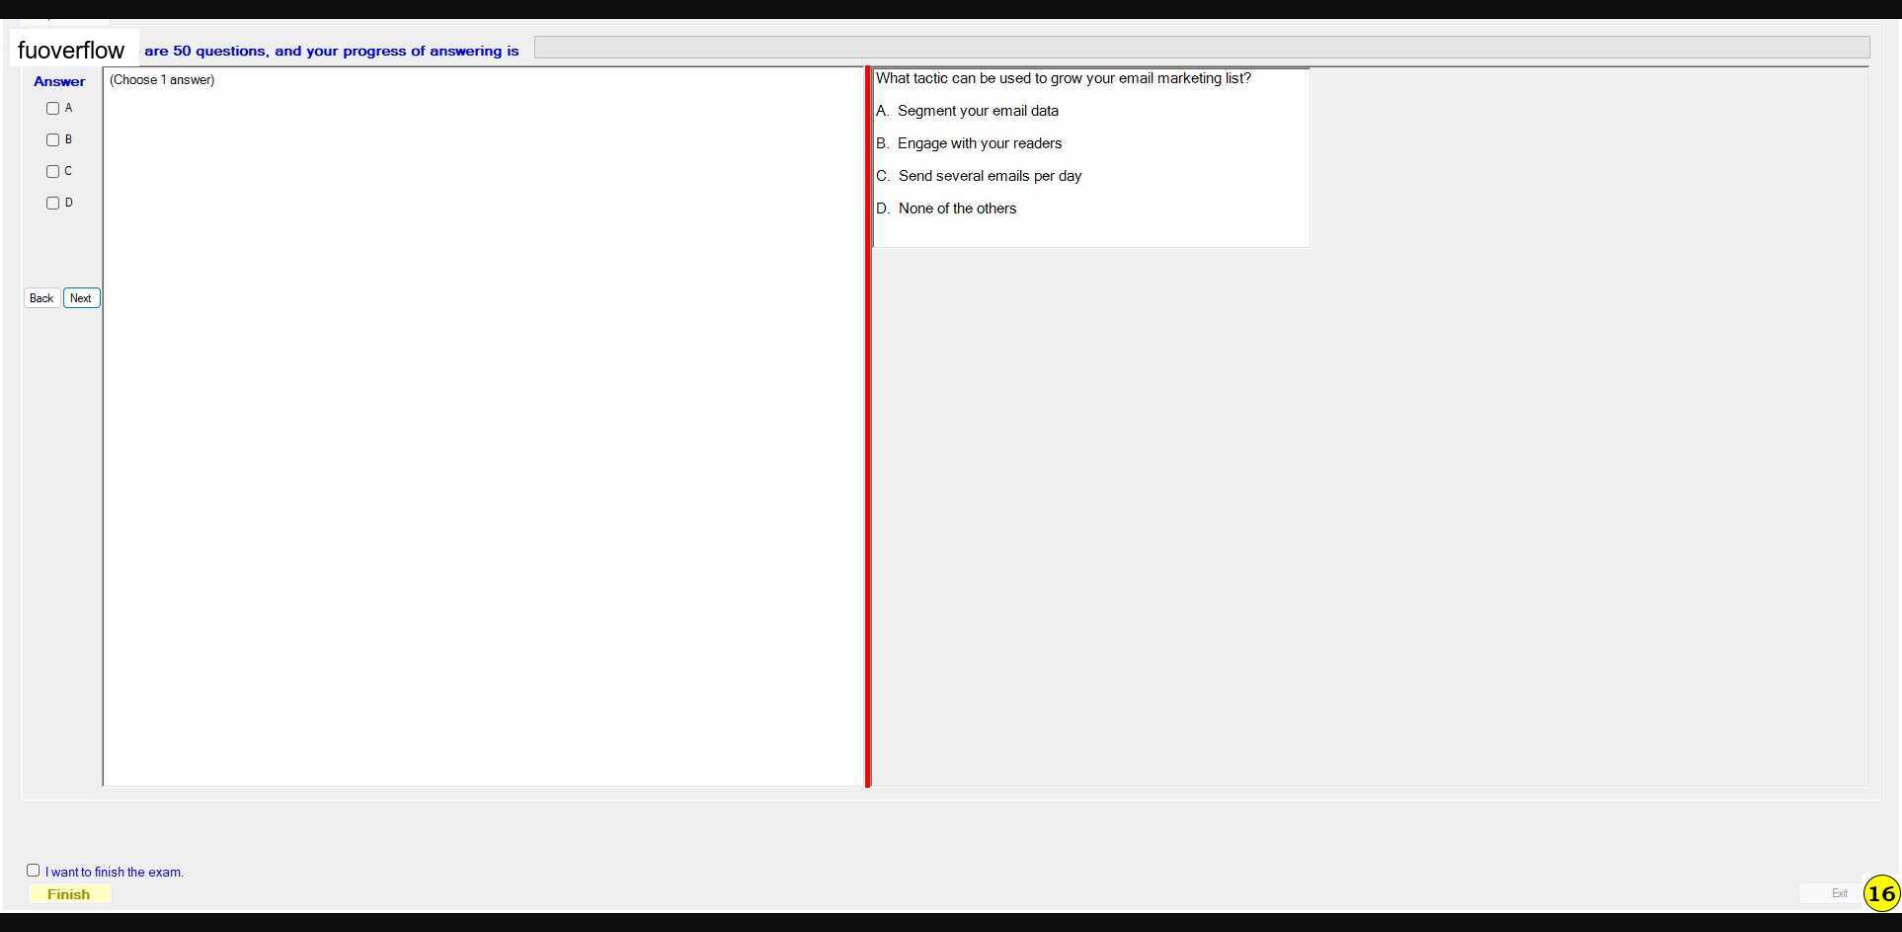 fuoverflow are 50 questions, and your progress of answering is
Answer
A
B
C
D
Back Next
(Choose 1 answer)
What tactic can be used to grow your email marketing list?
A. Segment your email data
B. Engage with your readers
C. Send several emails per day
D. None of the others
I want to finish the exam.
Finish
Exit
16